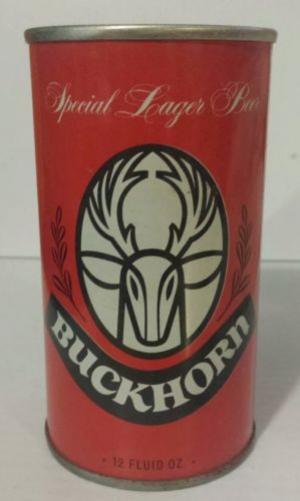 Special Lager Beer
BUCKHORN
• 12 FLUID OZ. •